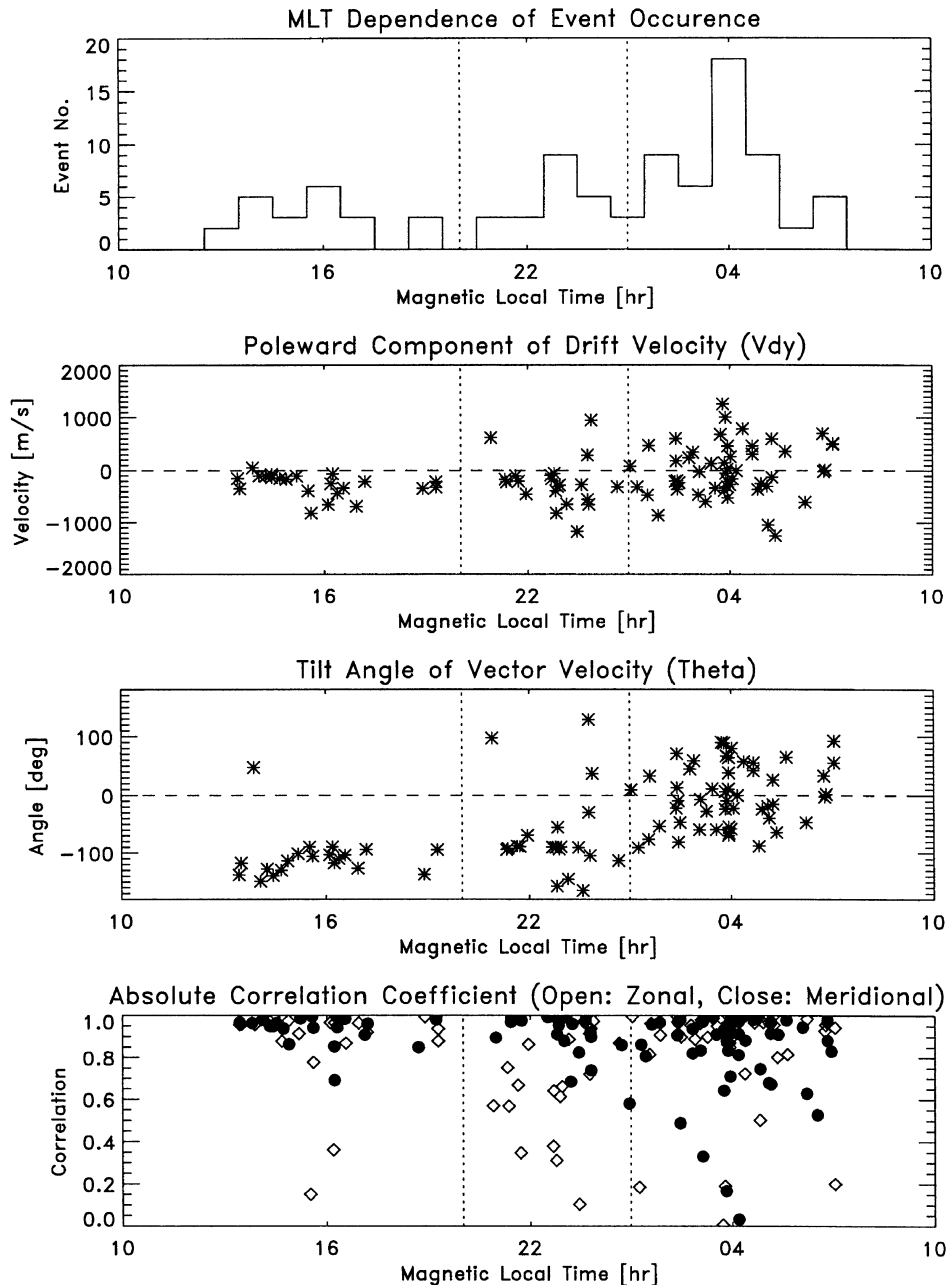 MLT Dependence of Event Occurence
20
15
10
5
0
Event No.
10 16 22 04 10
Magnetic Local Time [hr]
Poleward Component of Drift Velocity (Vdy)
2000
1000
0
-1000
-2000
Velocity [m/s]
10 16 22 04 10
Magnetic Local Time [hr]
Tilt Angle of Vector Velocity (Theta)
100
0
-100
Angle [deg]
10 16 22 04 10
Magnetic Local Time [hr]
Absolute Correlation Coefficient (Open: Zonal, Close: Meridional)
1.0
0.8
0.6
0.4
0.2
0.0
Correlation
10 16 22 04 10
Magnetic Local Time [hr]